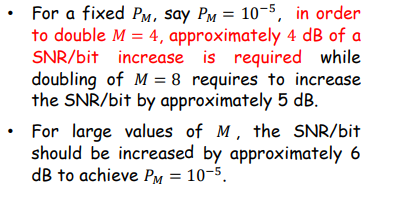 • For a fixed P_M, say P_M = 10⁻⁵, in order
to double M = 4, approximately 4 dB of a
SNR/bit increase is required while
doubling of M = 8 requires to increase
the SNR/bit by approximately 5 dB.
• For large values of M, the SNR/bit
should be increased by approximately 6
dB to achieve P_M = 10⁻⁵.